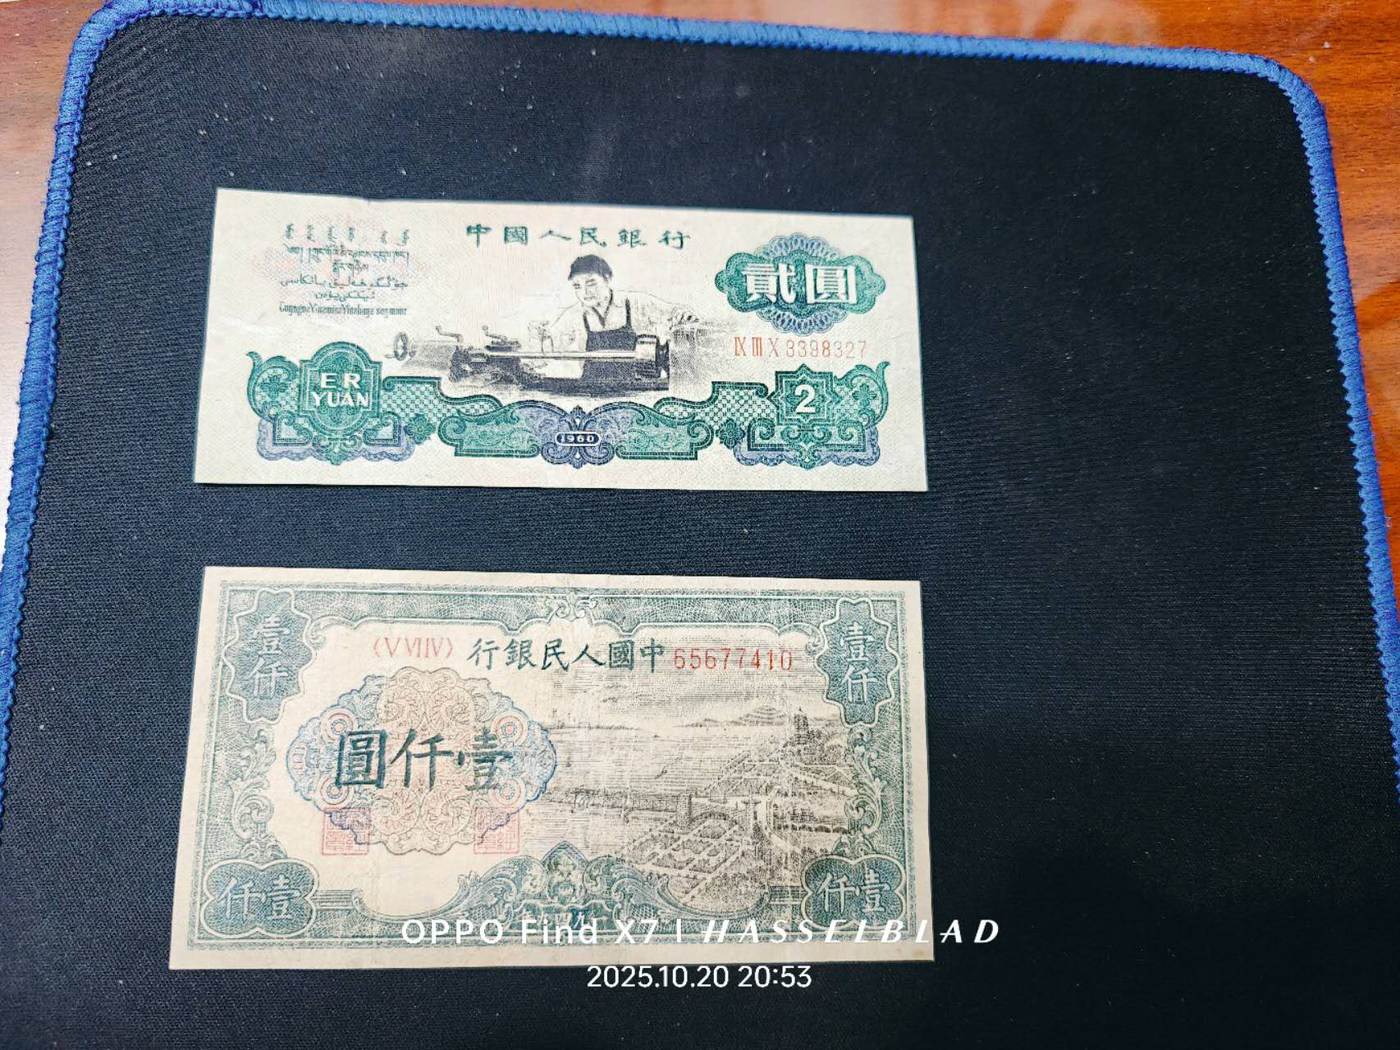 中國人民銀行
貳圓
IX III X 3398327
ER
YUAN
2
1960
壹仟
壹仟
(V VII IV)
行銀民人國中
65677410
圓仟壹
仟壹
仟壹
OPPO Find X7 | HASSELBLAD
2025.10.20 20:53